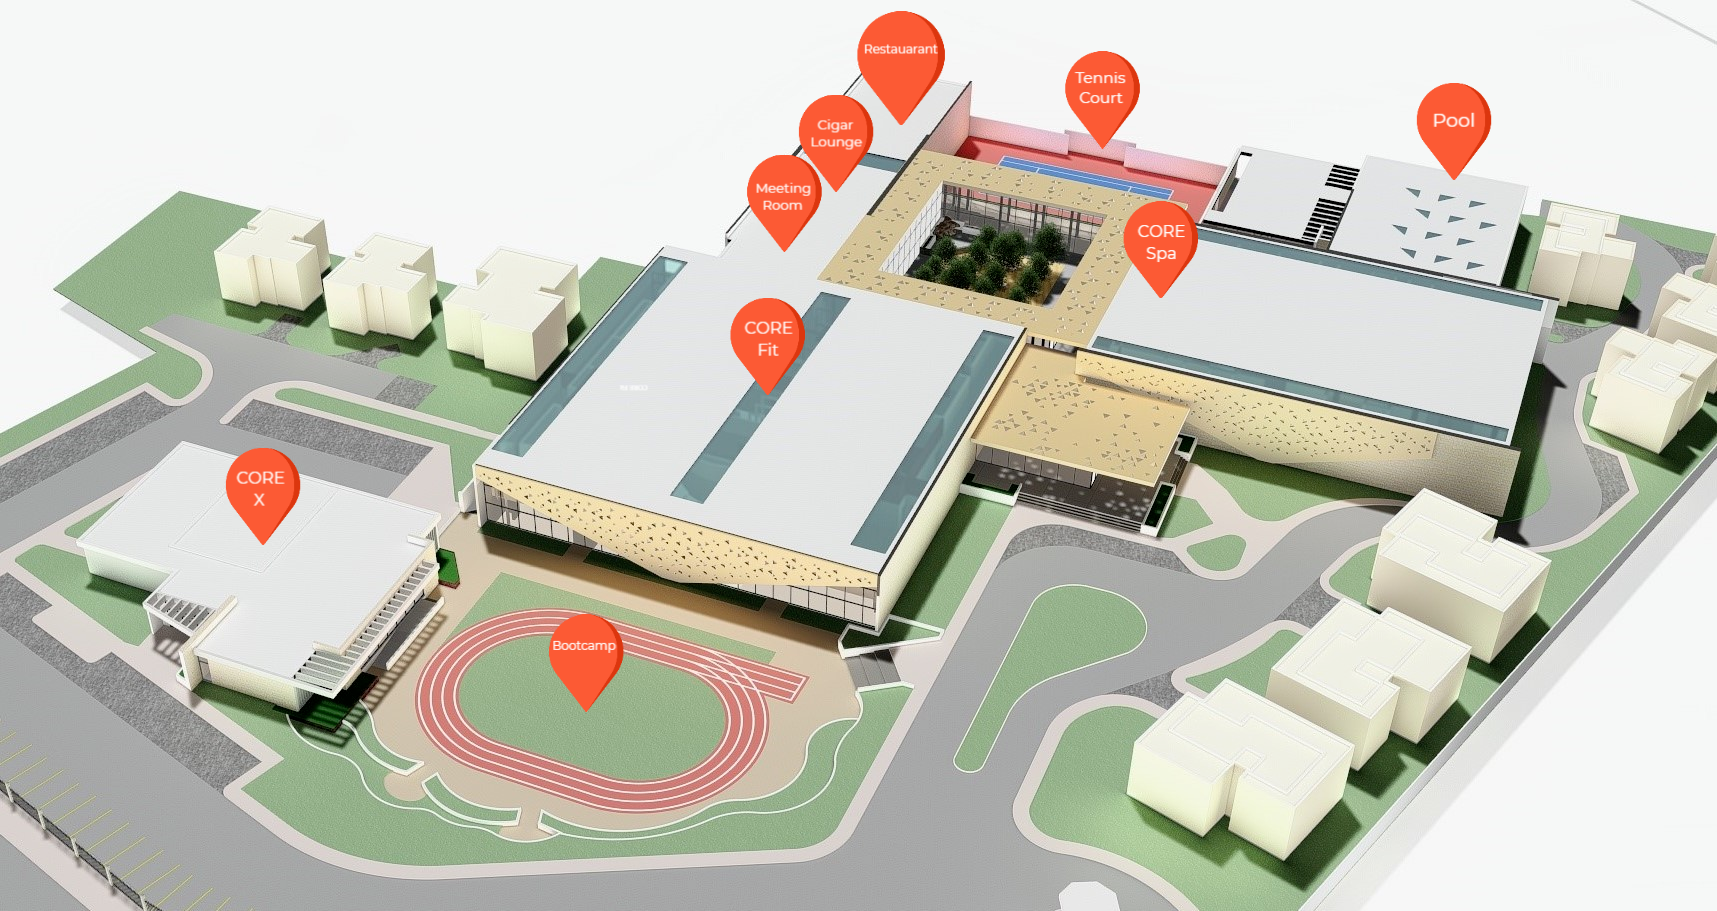 Restauarant
Tennis
Court
Pool
Cigar
Lounge
Meeting
Room
CORE
Spa
CORE
Fit
CORE
X
Bootcamp